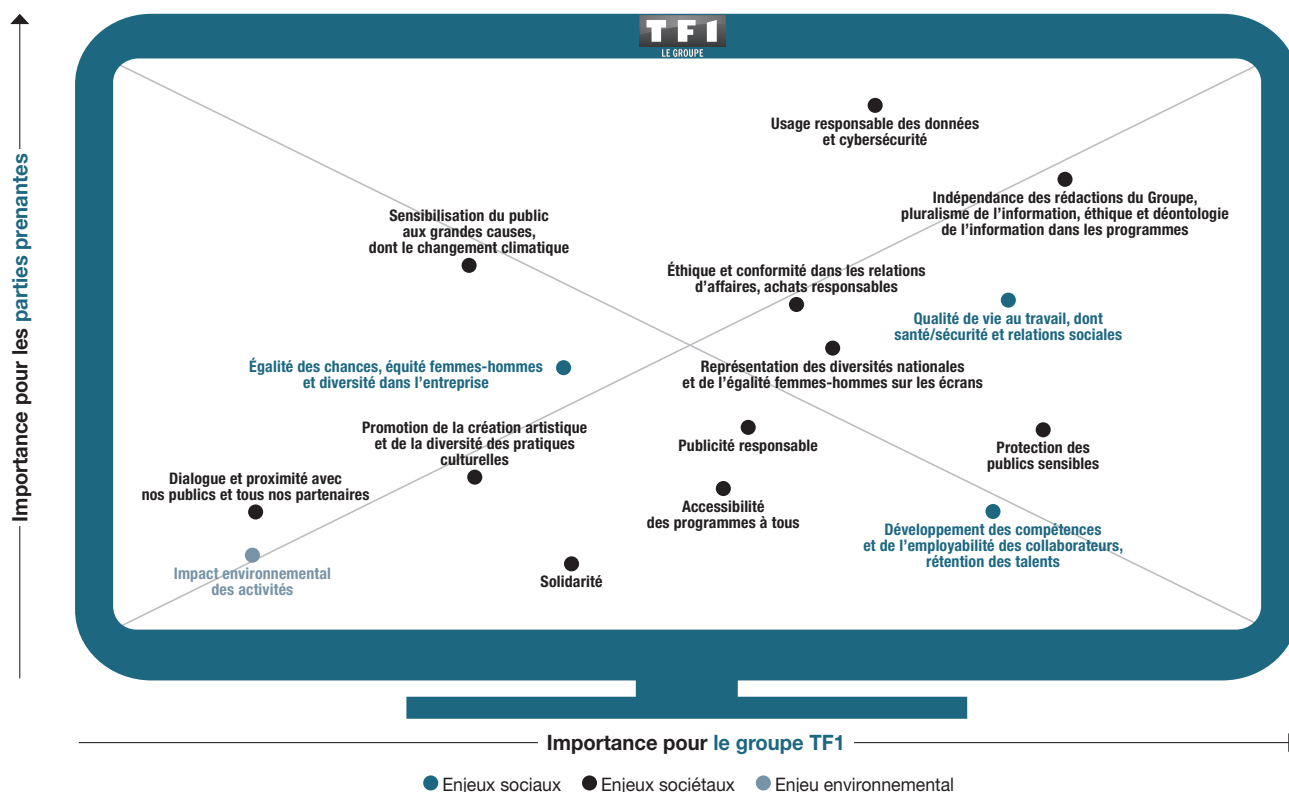 TF1
LE GROUPE
Importance pour les parties prenantes
Usage responsable des données
et cybersécurité
Indépendance des rédactions du Groupe,
pluralisme de l'information, éthique et déontologie
de l'information dans les programmes
Sensibilisation du public
aux grandes causes,
dont le changement climatique
Éthique et conformité dans les relations
d'affaires, achats responsables
Qualité de vie au travail, dont
santé/sécurité et relations sociales
Égalité des chances, équité femmes-hommes
et diversité dans l'entreprise
Représentation des diversités nationales
et de l'égalité femmes-hommes sur les écrans
Promotion de la création artistique
et de la diversité des pratiques
culturelles
Publicité responsable
Protection des
publics sensibles
Dialogue et proximité avec
nos publics et tous nos partenaires
Accessibilité
des programmes à tous
Développement des compétences
et de l'employabilité des collaborateurs,
rétention des talents
Impact environnemental
des activités
Solidarité
Importance pour le groupe TF1
Enjeux sociaux
Enjeux sociétaux
Enjeu environnemental